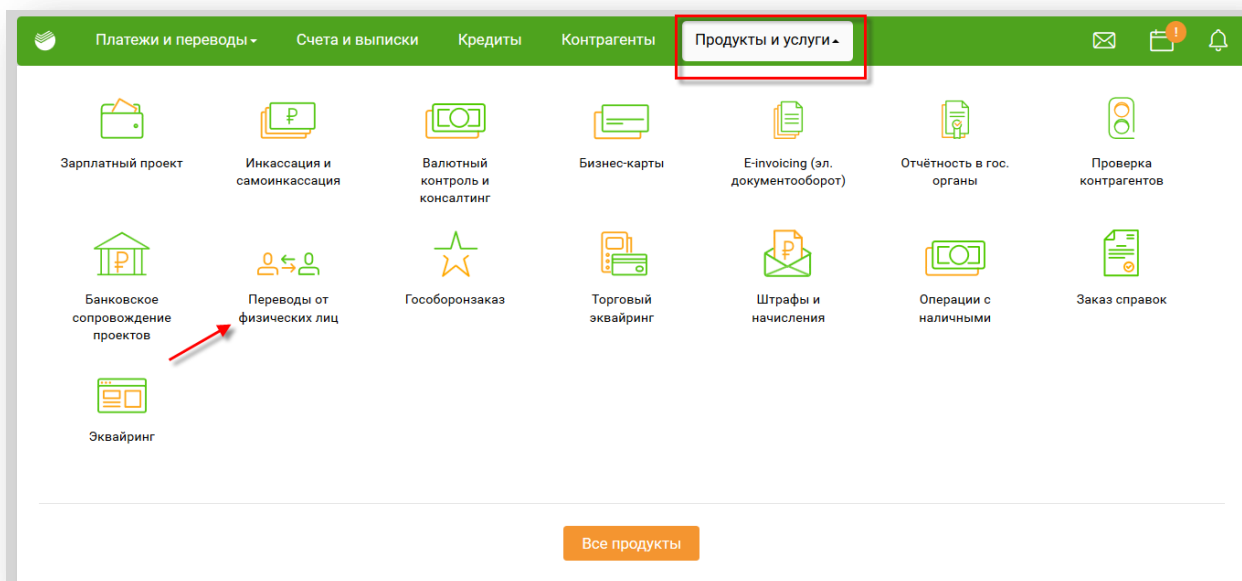 Платежи и переводы Счета и выписки Кредиты Контрагенты Продукты и услуги !
Зарплатный проект
Инкассация и
самоинкассация
Валютный
контроль и
консалтинг
Бизнес-карты
E-invoicing (эл.
документооборот)
Отчётность в гос.
органы
Проверка
контрагентов
Банковское
сопровождение
проектов
Переводы от
физических лиц
Гособоронзаказ
Торговый
эквайринг
Штрафы и
начисления
Операции с
наличными
Заказ справок
Эквайринг
Все продукты